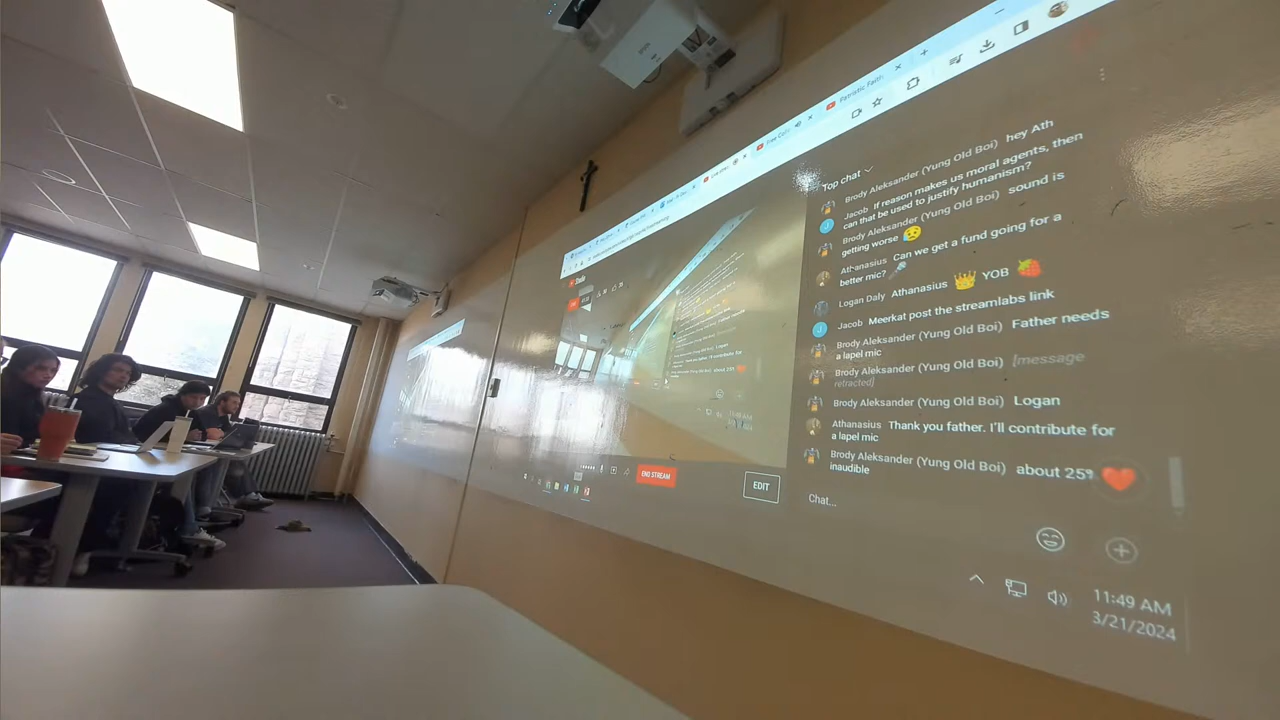 Patristic Faith
Top chat
Brody Aleksander (Yung Old Boi) hey Ath
Jacob If reason makes us moral agents, then
can that be used to justify humanism?
Brody Aleksander (Yung Old Boi) sound is
getting worse 😥
Athanasius Can we get a fund going for a
better mic? 🎤
Logan Daly Athanasius 👑 YOB 🍓
Jacob Meerkat post the streamlabs link
Brody Aleksander (Yung Old Boi) Father needs
a lapel mic
Brody Aleksander (Yung Old Boi) [message
retracted]
Brody Aleksander (Yung Old Boi) Logan
Athanasius Thank you father. I'll contribute for
a lapel mic
Brody Aleksander (Yung Old Boi) about 25%
inaudible
Chat...
END STREAM
EDIT
11:49 AM
3/21/2024